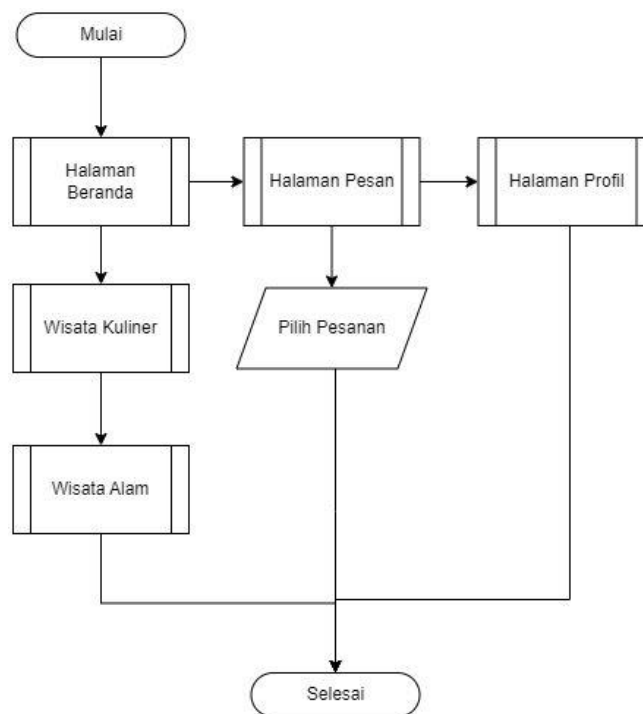 Mulai
Halaman
Beranda
Halaman Pesan
Halaman Profil
Wisata Kuliner
Pilih Pesanan
Wisata Alam
Selesai